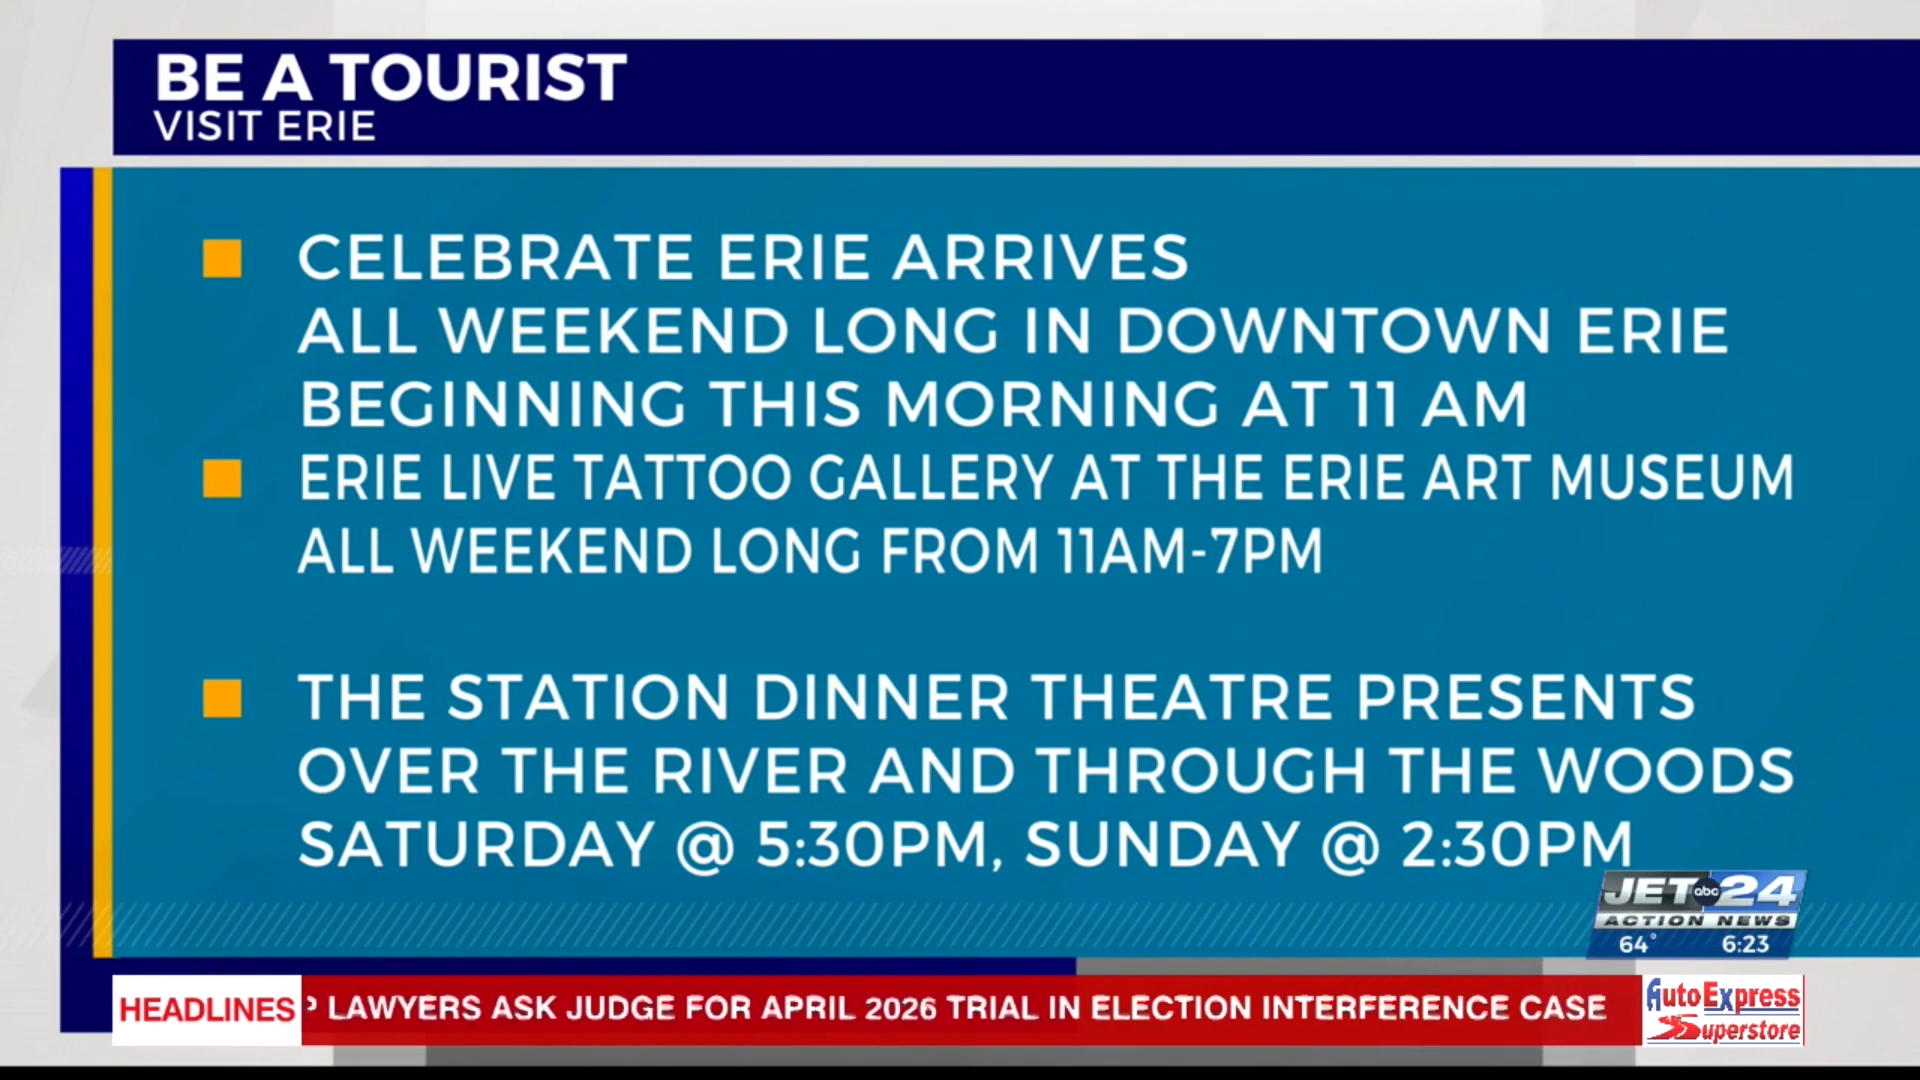 BE A TOURIST
VISIT ERIE
CELEBRATE ERIE ARRIVES
ALL WEEKEND LONG IN DOWNTOWN ERIE
BEGINNING THIS MORNING AT 11 AM
ERIE LIVE TATTOO GALLERY AT THE ERIE ART MUSEUM
ALL WEEKEND LONG FROM 11AM-7PM
THE STATION DINNER THEATRE PRESENTS
OVER THE RIVER AND THROUGH THE WOODS
SATURDAY @ 5:30PM, SUNDAY @ 2:30PM
JET abc 24
ACTION NEWS
64° 6:23
HEADLINES LAWYERS ASK JUDGE FOR APRIL 2026 TRIAL IN ELECTION INTERFERENCE CASE
AutoExpress
Superstore